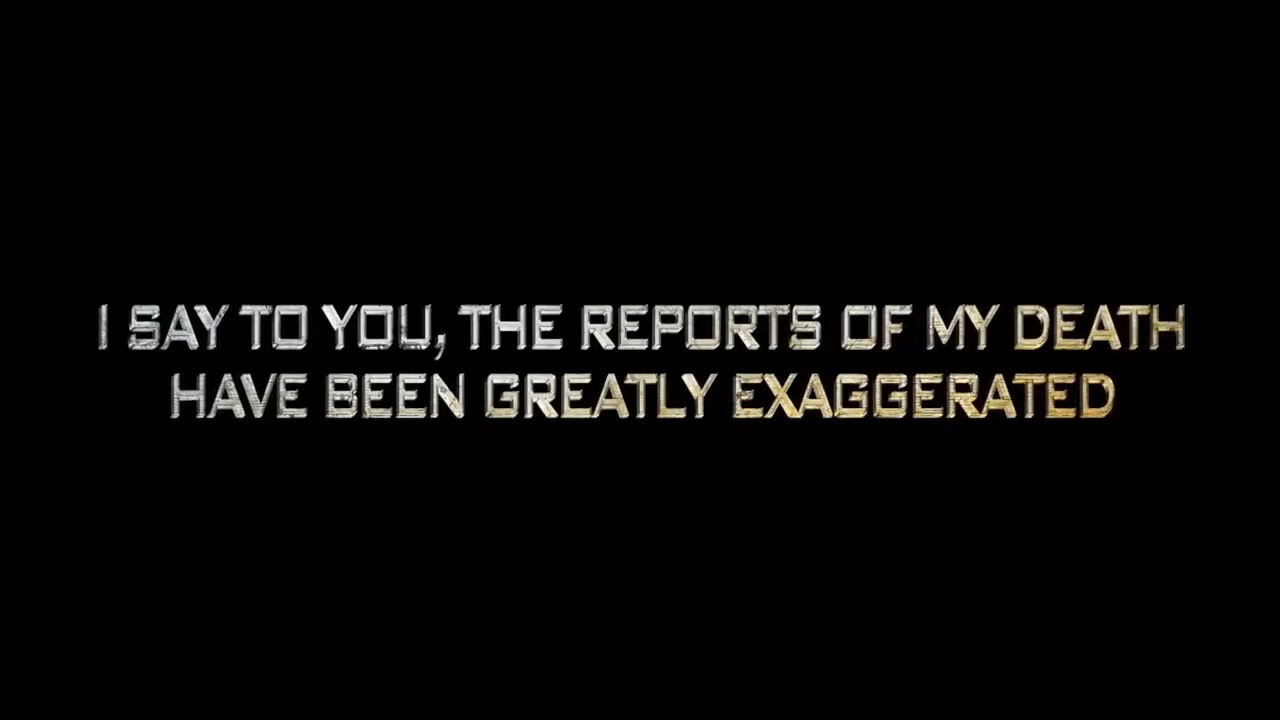 I SAY TO YOU, THE REPORTS OF MY DEATH
HAVE BEEN GREATLY EXAGGERATED